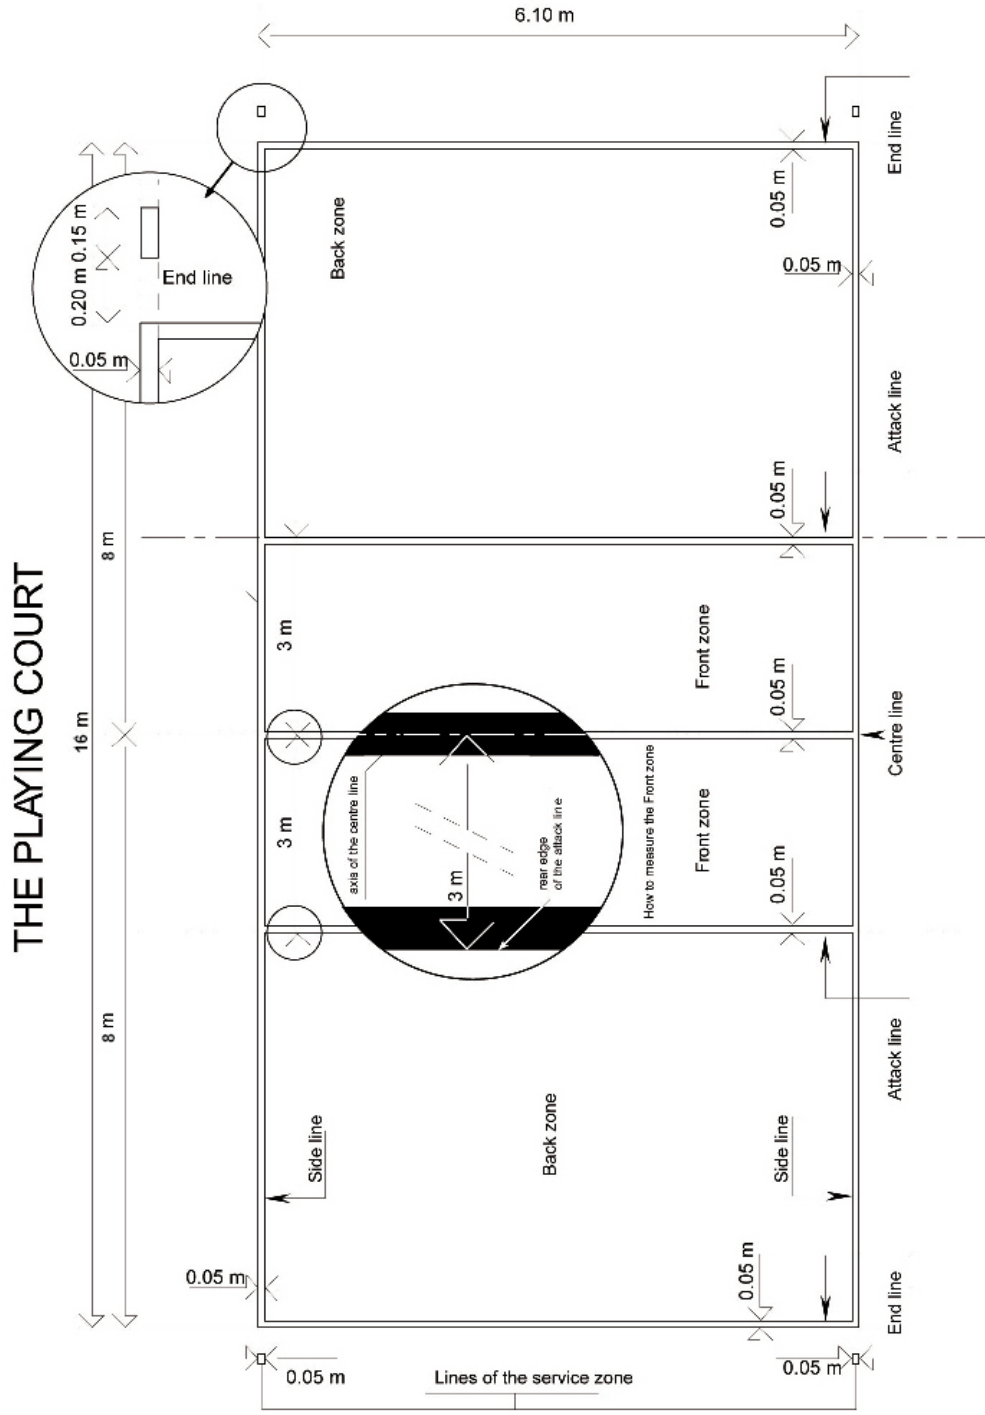 THE PLAYING COURT
6.10 m
End line
0.15 m
0.20 m
End line
0.05 m
Back zone
0.05 m
0.05 m
Attack line
0.05 m
8 m
16 m
3 m
Front zone
0.05 m
Centre line
axis of the centre line
3 m
rear edge
of the attack line
How to measure the Front zone
3 m
Front zone
0.05 m
8 m
Attack line
Side line
Back zone
Side line
0.05 m
0.05 m
End line
0.05 m
Lines of the service zone
0.05 m